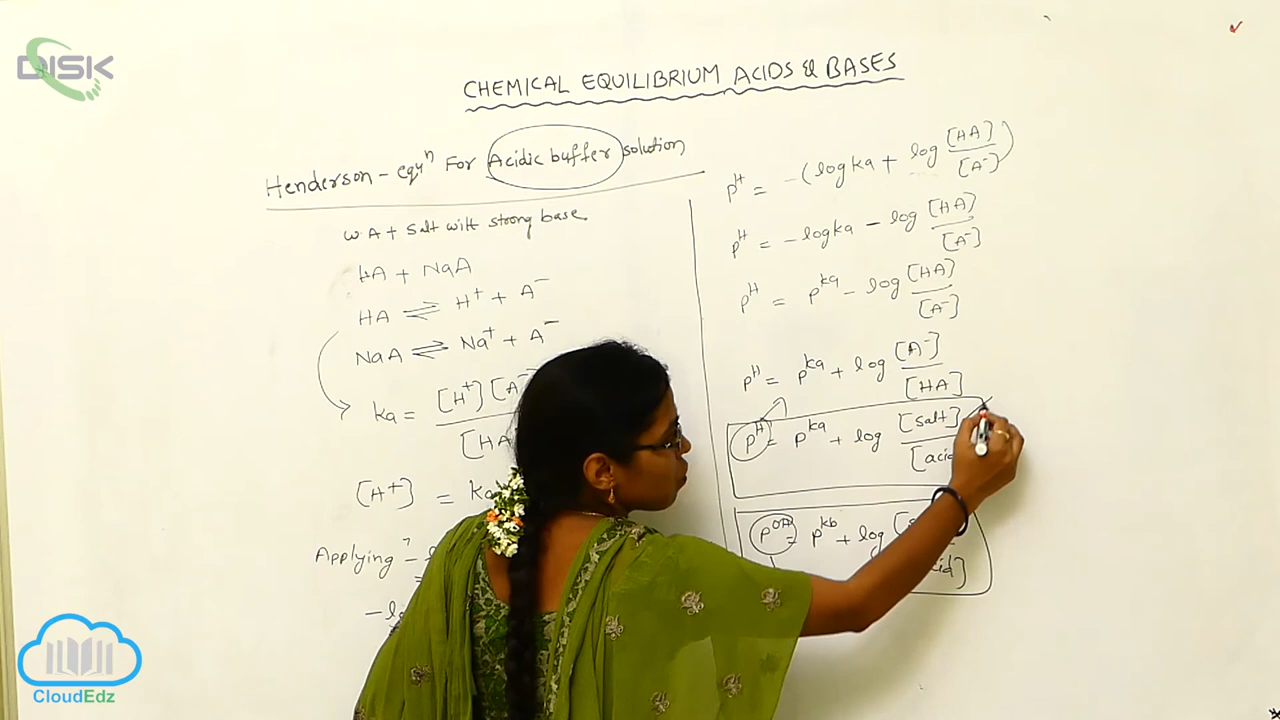 DISK
CHEMICAL EQUILIBRIUM ACIDS & BASES
Henderson - eqyⁿ For Acidic buffer solution
W.A + Salt with strong base
HA + NaA
HA ⇌ H⁺ + A⁻
NaA ⇌ Na⁺ + A⁻
ka = [H⁺] [A⁻
[HA
[A⁺] = ka
Applying
pᴴ = -(log ka + log [HA]/[A⁻])
pᴴ = -log ka - log [HA]/[A⁻]
pᴴ = pᵏᵃ - log [HA]/[A⁻]
pᴴ = pᵏᵃ + log [A⁻]/[HA]
pᴴ = pᵏᵃ + log [salt]/[acid
pᴼᴴ = pᵏᵇ + log
CloudEdz